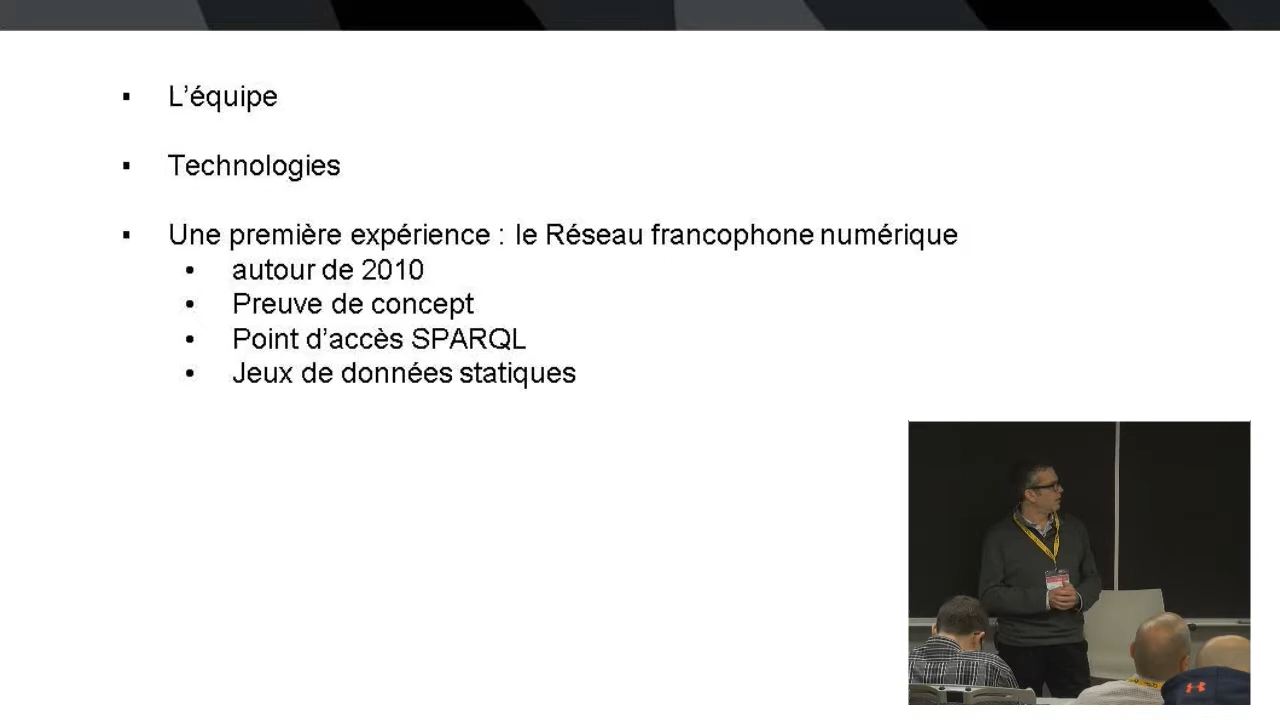 ▪ L’équipe
▪ Technologies
▪ Une première expérience : le Réseau francophone numérique
• autour de 2010
• Preuve de concept
• Point d’accès SPARQL
• Jeux de données statiques